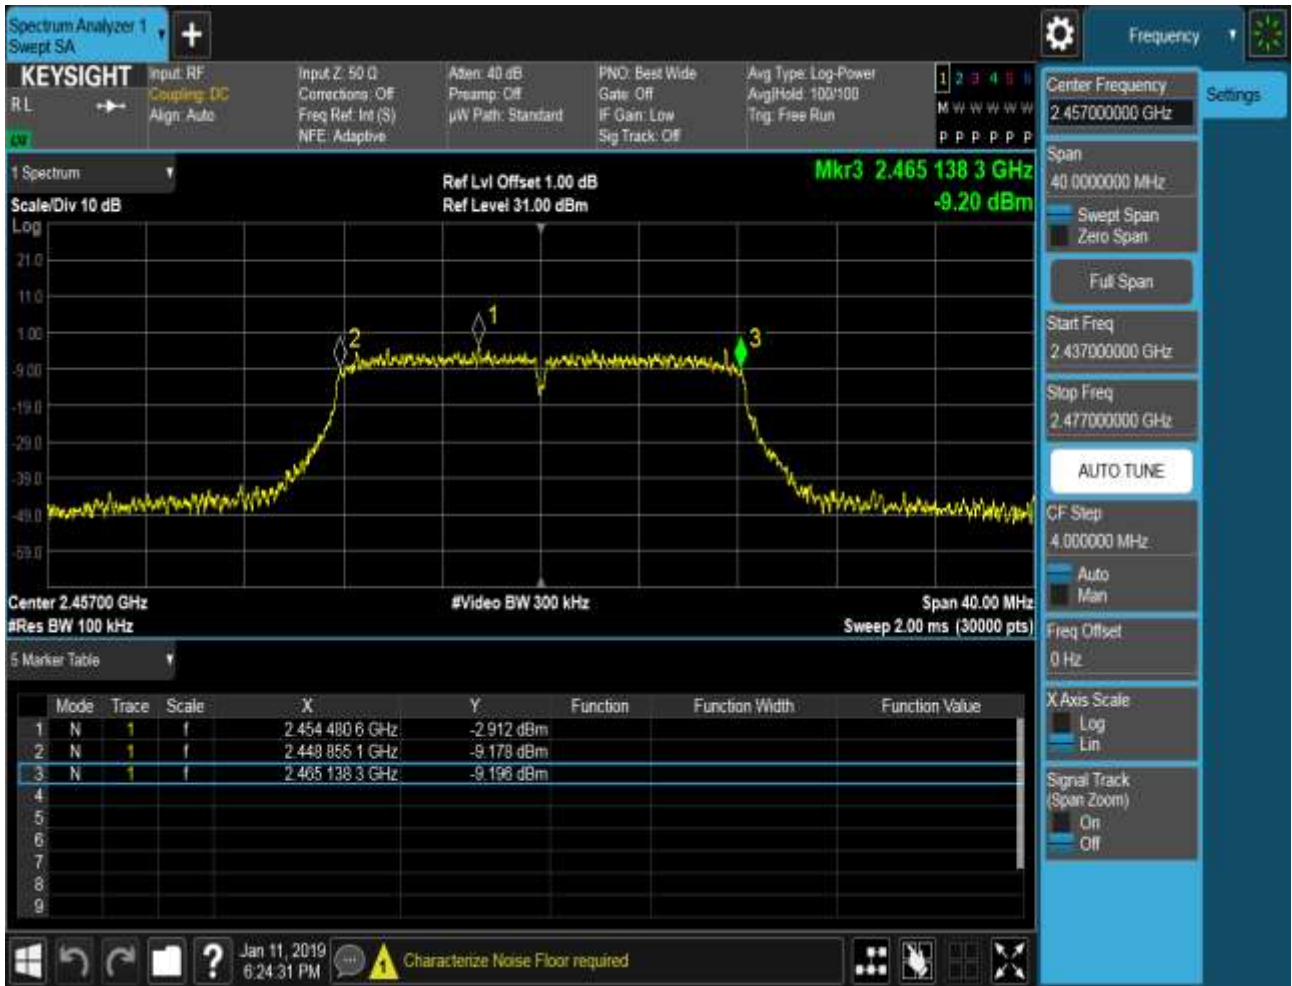 Spectrum Analyzer 1
Swept SA
Frequency
KEYSIGHT
R L
Input: RF
Coupling: DC
Align: Auto
Input Z: 50 Ω
Corrections: Off
Freq Ref: Int (S)
NFE: Adaptive
Atten: 40 dB
Preamp: Off
µW Path: Standard
PNO: Best Wide
Gate: Off
IF Gain: Low
Sig Track: Off
Avg Type: Log-Power
Avg|Hold: 100/100
Trig: Free Run
1 2 3 4 5 6
M W W W W W
P P P P P P
1 Spectrum
Scale/Div 10 dB
Ref Lvl Offset 1.00 dB
Ref Level 31.00 dBm
Mkr3 2.465 138 3 GHz
-9.20 dBm
Log
21.0
11.0
1.00
-9.00
-19.0
-29.0
-39.0
-49.0
-59.0
1
2
3
Center 2.45700 GHz
#Res BW 100 kHz
#Video BW 300 kHz
Span 40.00 MHz
Sweep 2.00 ms (30000 pts)
5 Marker Table
Mode Trace Scale X Y Function Function Width Function Value
1 N 1 f 2.454 480 6 GHz -2.912 dBm
2 N 1 f 2.448 855 1 GHz -9.178 dBm
3 N 1 f 2.465 138 3 GHz -9.196 dBm
4
5
6
7
8
9
Center Frequency
2.457000000 GHz
Settings
Span
40.0000000 MHz
Swept Span
Zero Span
Full Span
Start Freq
2.437000000 GHz
Stop Freq
2.477000000 GHz
AUTO TUNE
CF Step
4.000000 MHz
Auto
Man
Freq Offset
0 Hz
X Axis Scale
Log
Lin
Signal Track
(Span Zoom)
On
Off
?
Jan 11, 2019
6:24:31 PM
1
Characterize Noise Floor required